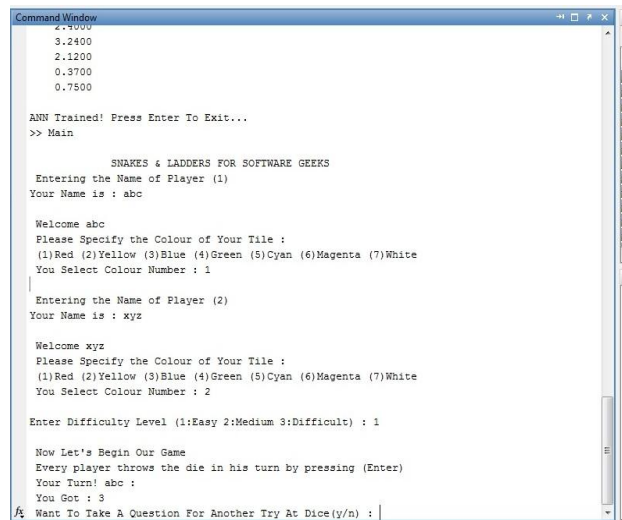 Command Window
2.4000
3.2400
2.1200
0.3700
0.7500
ANN Trained! Press Enter To Exit...
>> Main
SNAKES & LADDERS FOR SOFTWARE GEEKS
Entering the Name of Player (1)
Your Name is : abc
Welcome abc
Please Specify the Colour of Your Tile :
(1)Red (2)Yellow (3)Blue (4)Green (5)Cyan (6)Magenta (7)White
You Select Colour Number : 1
Entering the Name of Player (2)
Your Name is : xyz
Welcome xyz
Please Specify the Colour of Your Tile :
(1)Red (2)Yellow (3)Blue (4)Green (5)Cyan (6)Magenta (7)White
You Select Colour Number : 2
Enter Difficulty Level (1:Easy 2:Medium 3:Difficult) : 1
Now Let's Begin Our Game
Every player throws the die in his turn by pressing (Enter)
Your Turn! abc :
You Got : 3
fx Want To Take A Question For Another Try At Dice(y/n) :